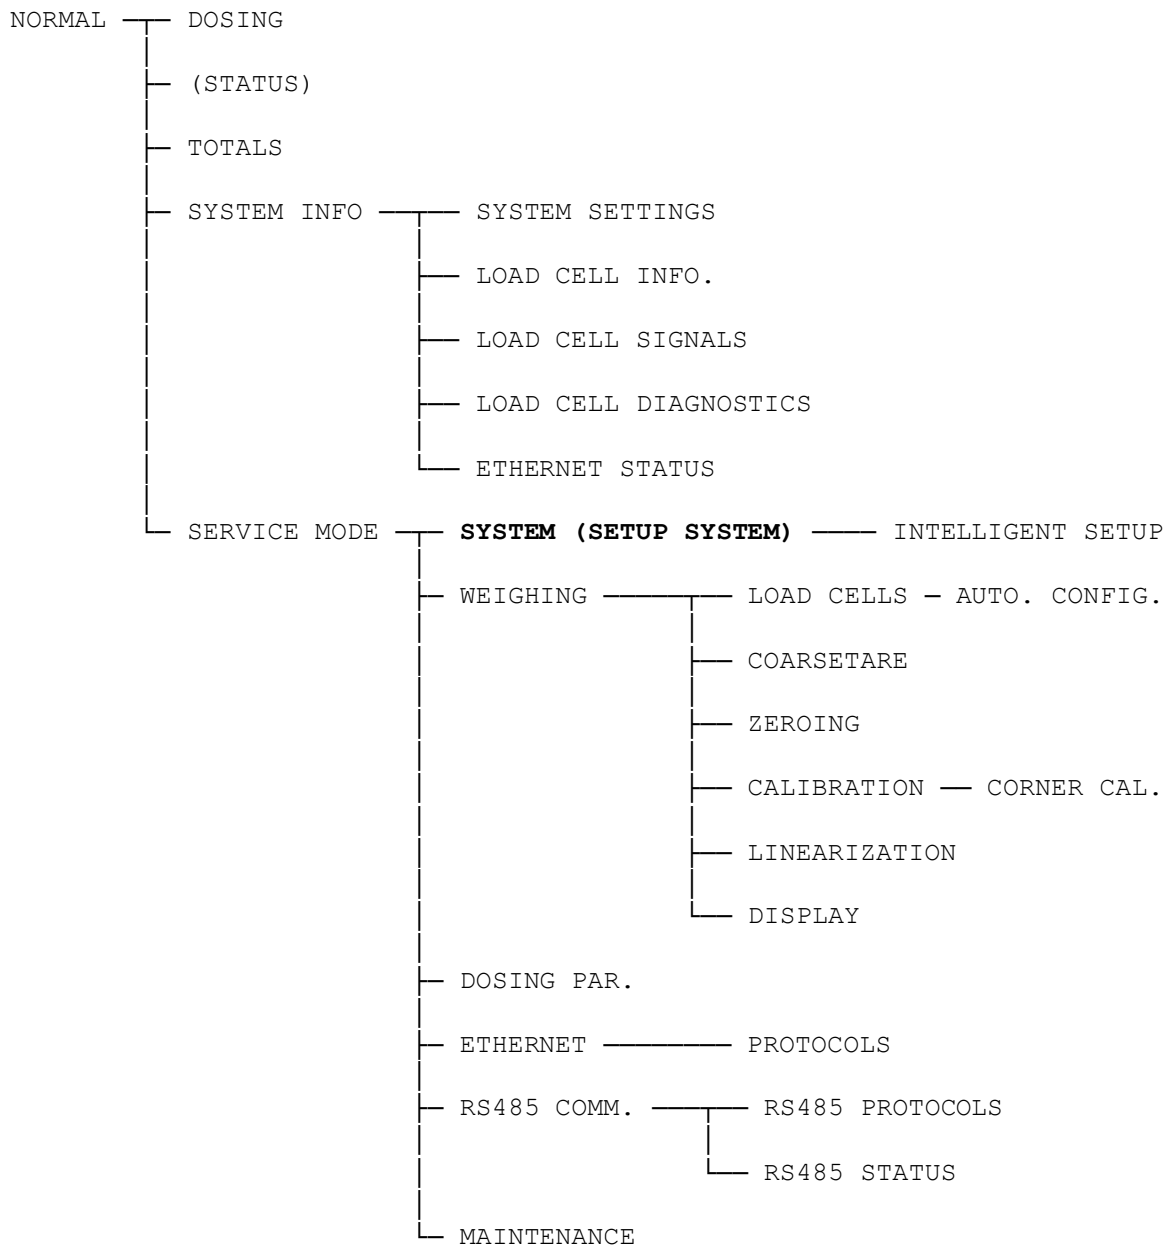 NORMAL DOSING
(STATUS)
TOTALS
SYSTEM INFO SYSTEM SETTINGS
LOAD CELL INFO.
LOAD CELL SIGNALS
LOAD CELL DIAGNOSTICS
ETHERNET STATUS
SERVICE MODE SYSTEM (SETUP SYSTEM) INTELLIGENT SETUP
WEIGHING LOAD CELLS AUTO. CONFIG.
COARSETARE
ZEROING
CALIBRATION CORNER CAL.
LINEARIZATION
DISPLAY
DOSING PAR.
ETHERNET PROTOCOLS
RS485 COMM. RS485 PROTOCOLS
RS485 STATUS
MAINTENANCE